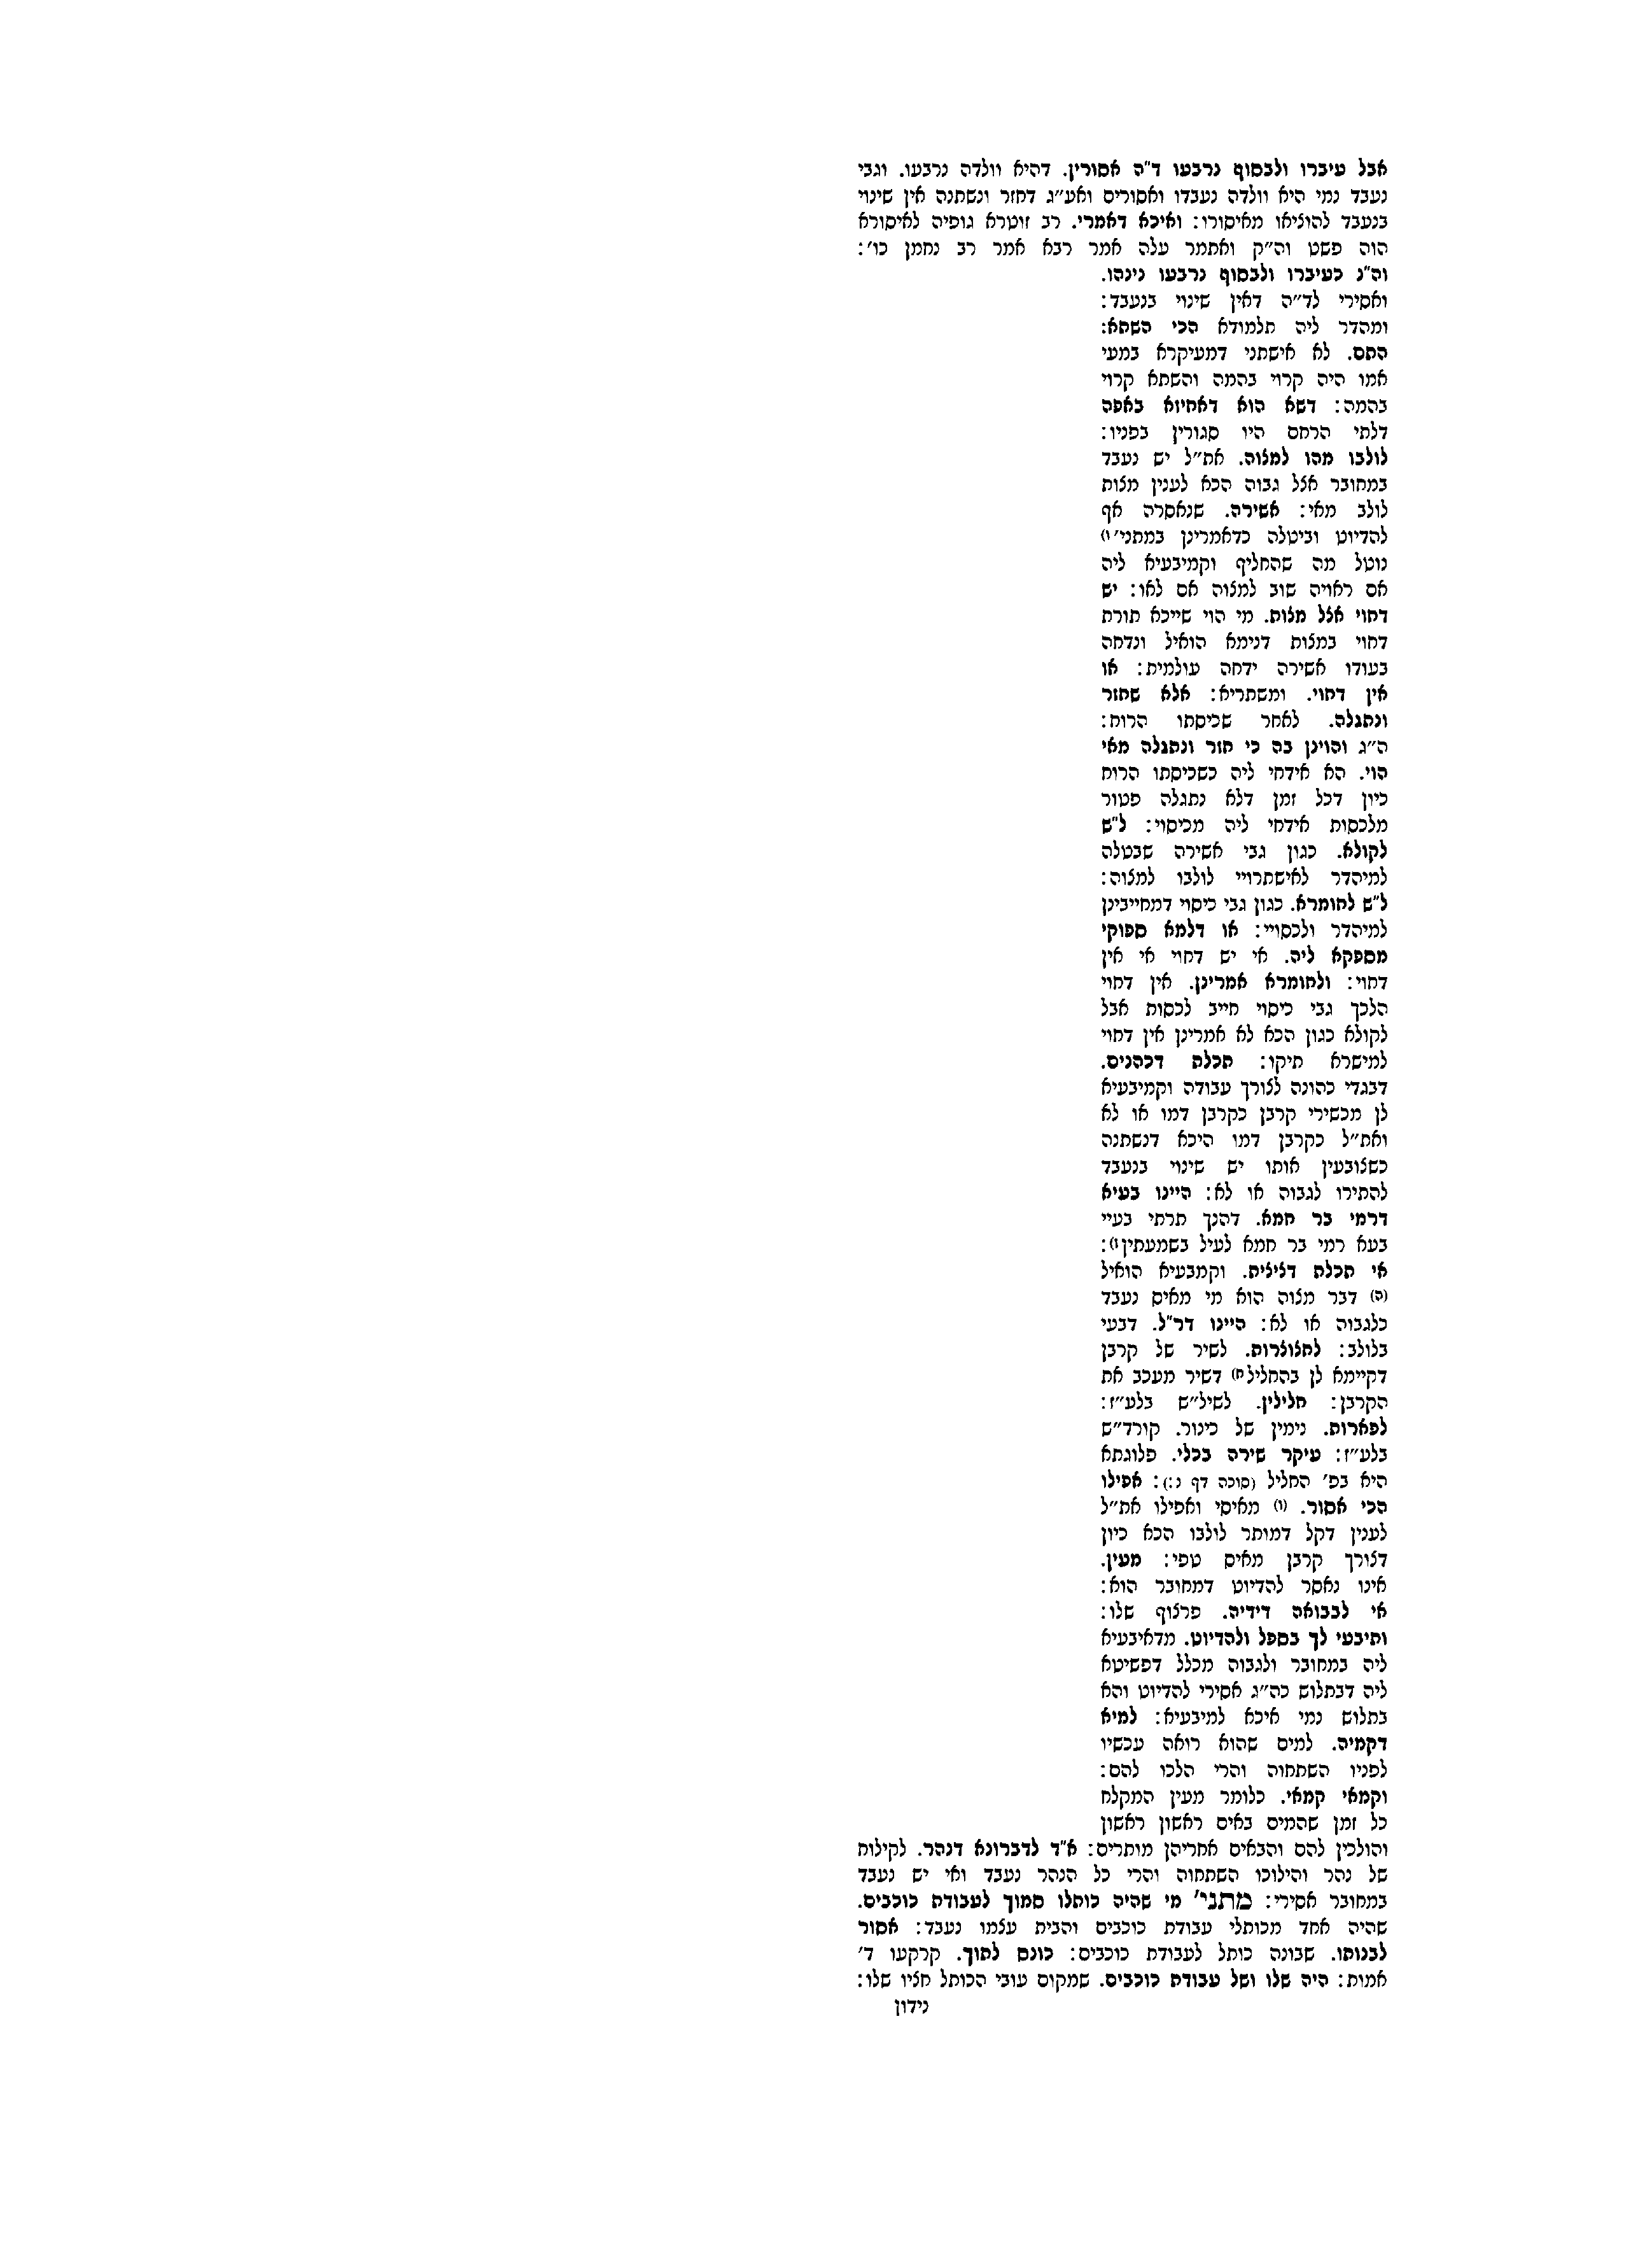 אבל עיברו ולבסוף נרבעו ד"ה אסורין. דהיא וולדה נרבעו. וגבי
נעבד נמי היא וולדה נעבדו ואסורים ואע"ג דחזר ונשתנה אין שינוי
בנעבד להוציאו מאיסורו: ואיכא דאמרי. רב זוטרא גופיה לאיסורא
הוה פשט וה"ק ואתמר עלה אמר רבא אמר רב נחמן כו':
וה"נ כעיברו ולבסוף נרבעו נינהו.
ואסירי לד"ה דאין שינוי בנעבד:
ומהדר ליה תלמודא הכי השתא:
התם. לא אישתני דמעיקרא במעי
אמו היה קרוי בהמה והשתא קרוי
בהמה: דשא הוא דאחיזא באפה
דלתי הרחם היו סגורין בפניו:
לולבו מהו למצוה. את"ל יש נעבד
במחובר אצל גבוה הכא לענין מצות
לולב מאי: אשירה. שנאסרה אף
להדיוט וביטלה כדאמרינן במתני' ו)
נוטל מה שהחליף וקמיבעיא ליה
אם ראויה שוב למצוה אם לאו: יש
דחוי אצל מצות. מי הוי שייכא תורת
דחוי במצות דנימא הואיל ונדחה
בעודו אשירה ידחה עולמית: או
אין דחוי. ומשתריא: אלא שחזר
ונתגלה. לאחר שכיסתו הרוח:
ה"ג והוינן בה כי חזר ונתגלה מאי
הוי. הא אידחי ליה כשכיסתו הרוח
כיון דכל זמן דלא נתגלה פטור
מלכסות אידחי ליה מכיסוי: ל"ש
לקולא. כגון גבי אשירה שבטלה
למיהדר לאישתרויי לולבו למצוה:
ל"ש לחומרא. כגון גבי כיסוי דמחייבינן
למיהדר ולכסויי: או דלמא ספוקי
מספקא ליה. אי יש דחוי אי אין
דחוי: ולחומרא אמרינן. אין דחוי
הלכך גבי כיסוי חייב לכסות אבל
לקולא כגון הכא לא אמרינן אין דחוי
למישרא תיקו: תכלת דכהנים.
דבגדי כהונה לצורך עבודה וקמיבעיא
לן מכשירי קרבן כקרבן דמו או לא
ואת"ל כקרבן דמו היכא דנשתנה
כשצובעין אותו יש שינוי בנעבד
להתירו לגבוה או לא: היינו בעיא
דרמי בר חמא. דהנך תרתי בעיי
בעא רמי בר חמא לעיל בשמעתין ז):
אי תכלת דציצית. וקמבעיא הואיל
(ה) דבר מצוה הוא מי מאיס נעבד
כלגבוה או לא: היינו דר"ל. דבעי
בלולב: לחצוצרות. לשיר של קרבן
דקיימא לן בהחליל ח) דשיר מעכב את
הקרבן: חלילין. לשיל"ש בלע"ז:
לפארות. נימין של כינור. קורד"ש
בלע"ז: עיקר שירה בכלי. פלוגתא
היא בפ' החליל (סוכה דף נ:): אפילו
הכי אסור. (ו) מאיסי ואפילו את"ל
לענין דקל דמותר לולבו הכא כיון
דצורך קרבן מאיס טפי: מעין.
אינו נאסר להדיוט דמחובר הוא:
אי לבבואה דידיה. פרצוף שלו:
ותיבעי לך בספל ולהדיוט. מדאיבעיא
ליה במחובר ולגבוה מכלל דפשיטא
ליה דבתלוש כה"ג אסירי להדיוט והא
בתלוש נמי איכא למיבעיא: למיא
דקמיה. למים שהוא רואה עכשיו
לפניו השתחוה והרי הלכו להם:
וקמאי קמאי. כלומר מעין המקלח
כל זמן שהמים באים ראשון ראשון
והולכין להם והבאים אחריהן מותרים: א"ד לדברונא דנהר. לקילוח
של נהר והילוכו השתחוה והרי כל הנהר נעבד ואי יש נעבד
במחובר אסירי: מתני' מי שהיה כותלו סמוך לעבודת כוכבים.
שהיה אחד מכותלי עבודת כוכבים והבית עצמו נעבד: אסור
לבנותו. שבונה כותל לעבודת כוכבים: כונס לתוך. קרקעו ד'
אמות: היה שלו ושל עבודת כוכבים. שמקום עובי הכותל חציו שלו:
נידון